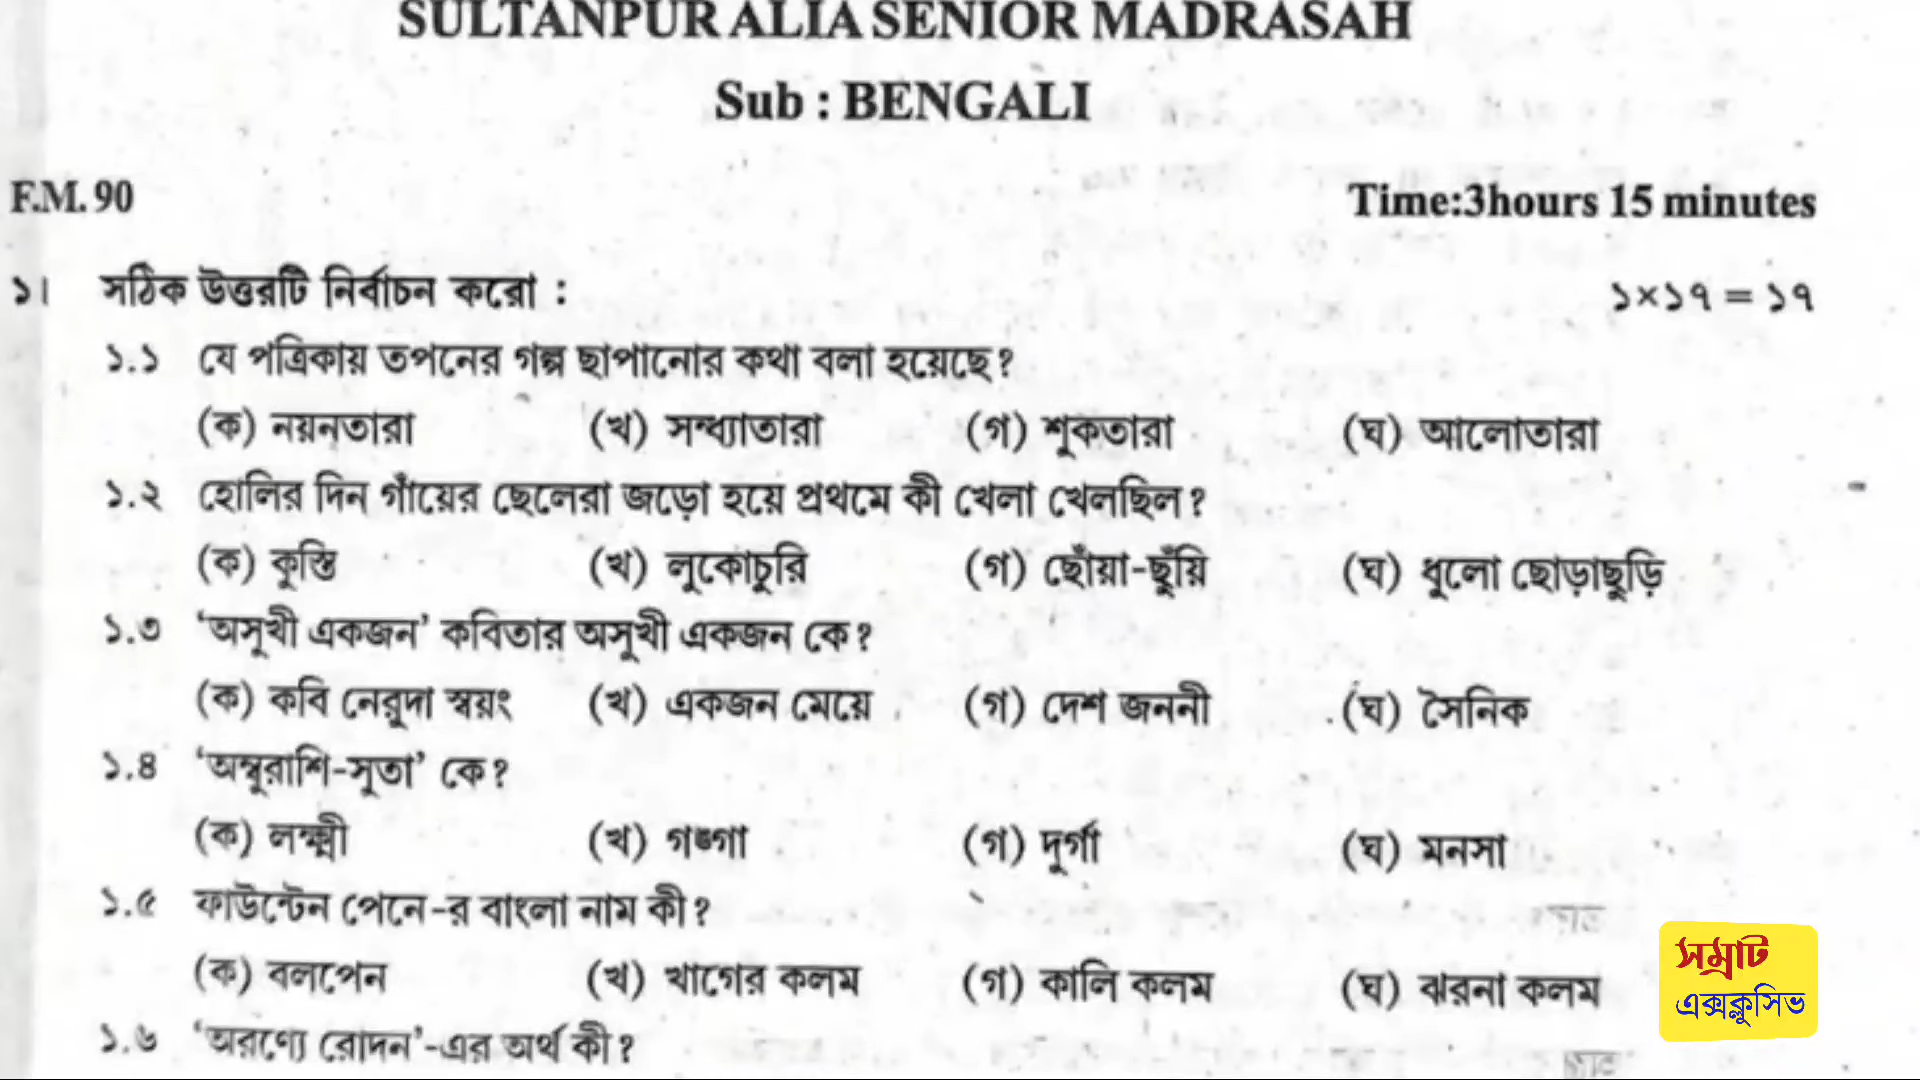 SULTANPUR ALIA SENIOR MADRASAH
Sub : BENGALI
F.M. 90 Time:3hours 15 minutes
১। সঠিক উত্তরটি নির্বাচন করো : ১×১৭ = ১৭
১.১ যে পত্রিকায় তপনের গল্প ছাপানোর কথা বলা হয়েছে?
(ক) নয়নতারা (খ) সন্ধ্যাতারা (গ) শুকতারা (ঘ) আলোতারা
১.২ হোলির দিন গাঁয়ের ছেলেরা জড়ো হয়ে প্রথমে কী খেলা খেলছিল?
(ক) কুস্তি (খ) লুকোচুরি (গ) ছোঁয়া-ছুঁয়ি (ঘ) ধুলো ছোড়াছুড়ি
১.৩ ‘অসুখী একজন’ কবিতার অসুখী একজন কে?
(ক) কবি নেরুদা স্বয়ং (খ) একজন মেয়ে (গ) দেশ জননী (ঘ) সৈনিক
১.৪ ‘অম্বুরাশি-সুতা’ কে?
(ক) লক্ষ্মী (খ) গঙ্গা (গ) দুর্গা (ঘ) মনসা
১.৫ ফাউন্টেন পেনে-র বাংলা নাম কী?
(ক) বলপেন (খ) খাগের কলম (গ) কালি কলম (ঘ) ঝরনা কলম
১.৬ ‘অরণ্যে রোদন’-এর অর্থ কী?
সম্রাট
এক্সক্লুসিভ